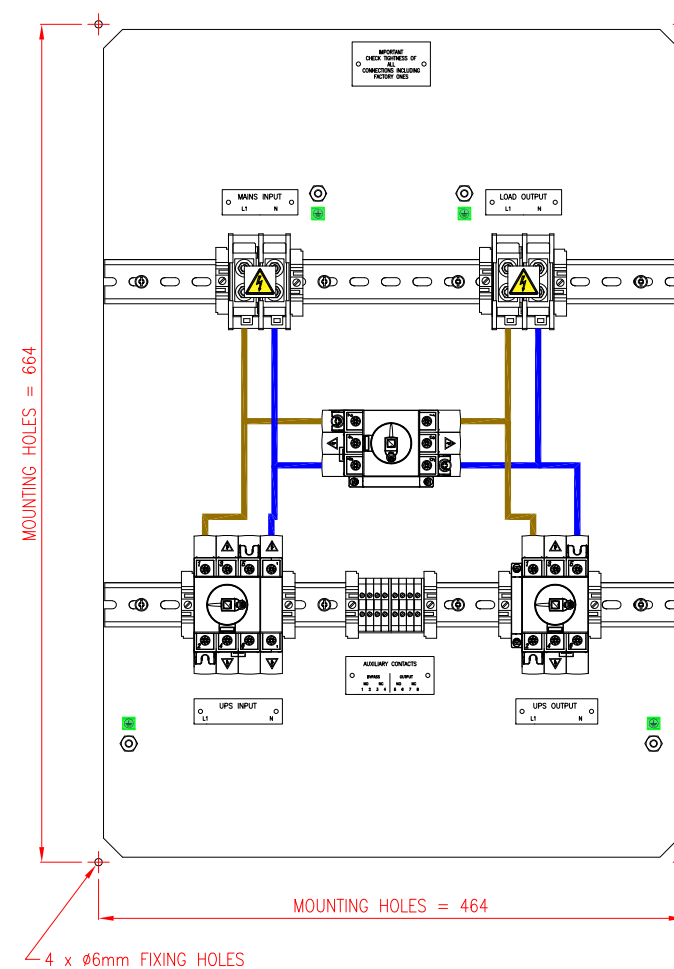 IMPORTANT
CHECK TIGHTNESS OF
ALL
CONNECTIONS INCLUDING
FACTORY ONES
MAINS INPUT
L1 N
LOAD OUTPUT
L1 N
MOUNTING HOLES = 664
AUXILIARY CONTACTS
BYPASS OUTPUT
NO NC NO NC
1 2 3 4 5 6 7 8
UPS INPUT
L1 N
UPS OUTPUT
L1 N
MOUNTING HOLES = 464
4 x Ø6mm FIXING HOLES